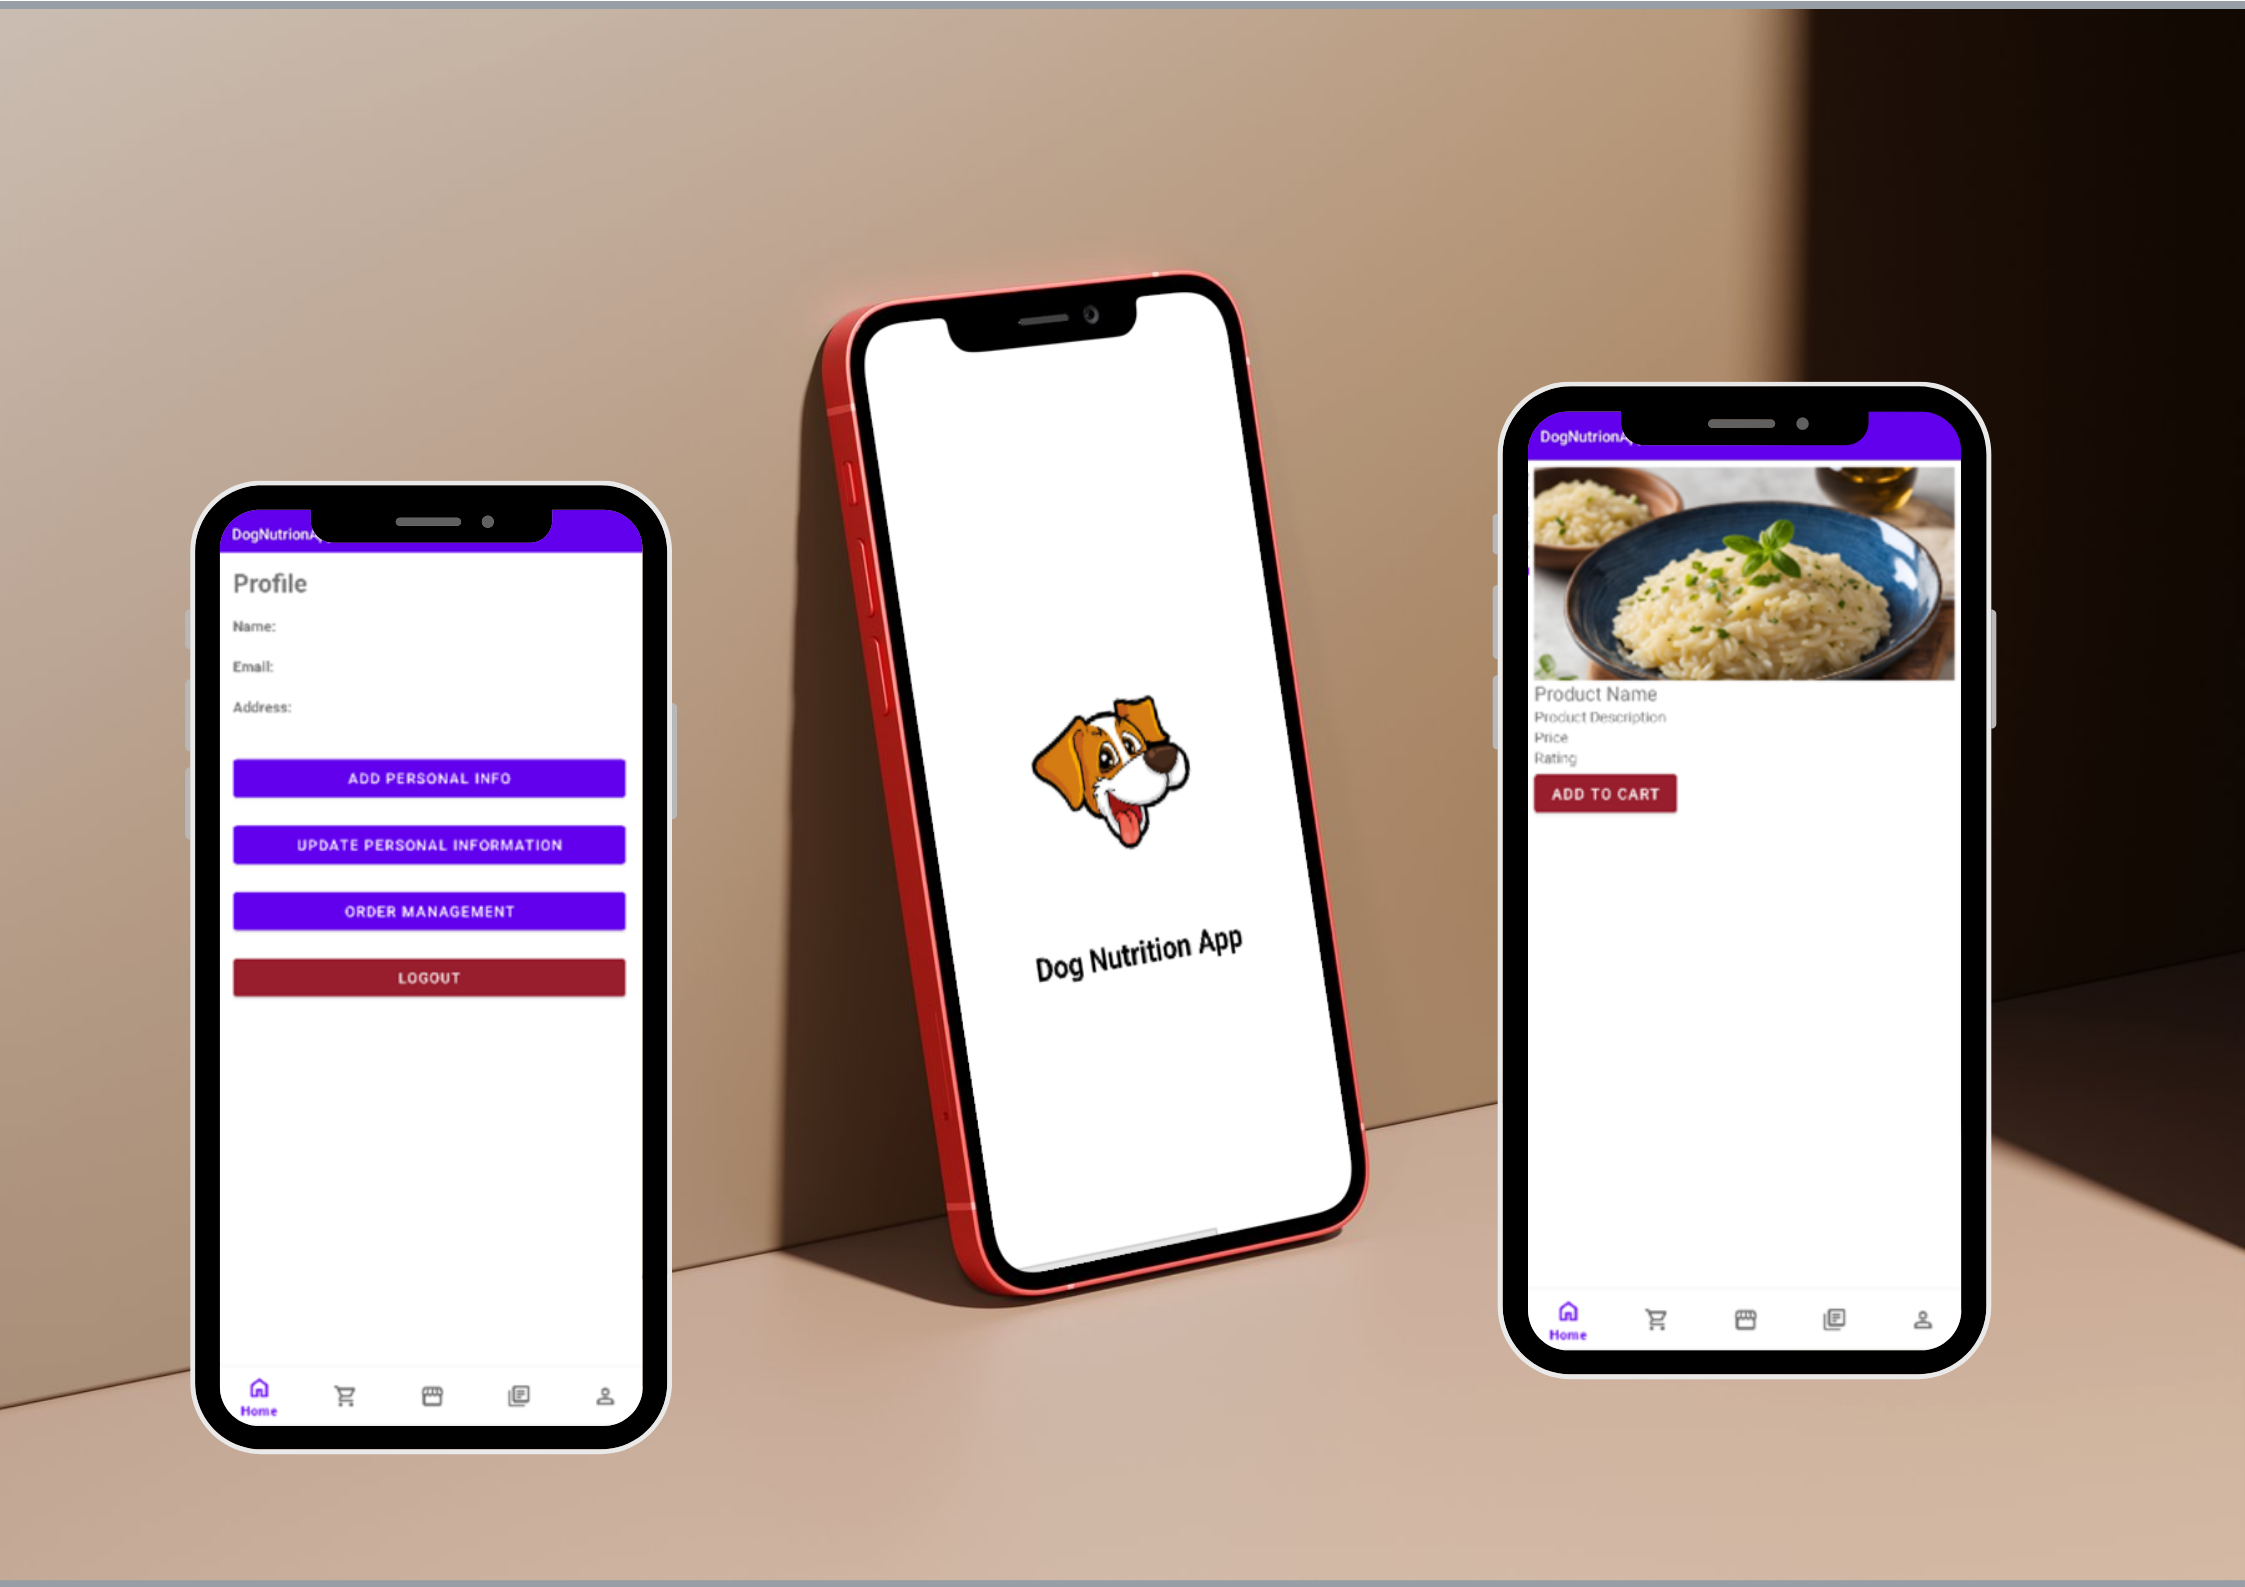 DogNutrionA
Profile
Name:
Email:
Address:
ADD PERSONAL INFO
UPDATE PERSONAL INFORMATION
ORDER MANAGEMENT
LOGOUT
Home
Dog Nutrition App
DogNutrionA
Product Name
Product Description
Price
Rating
ADD TO CART
Home